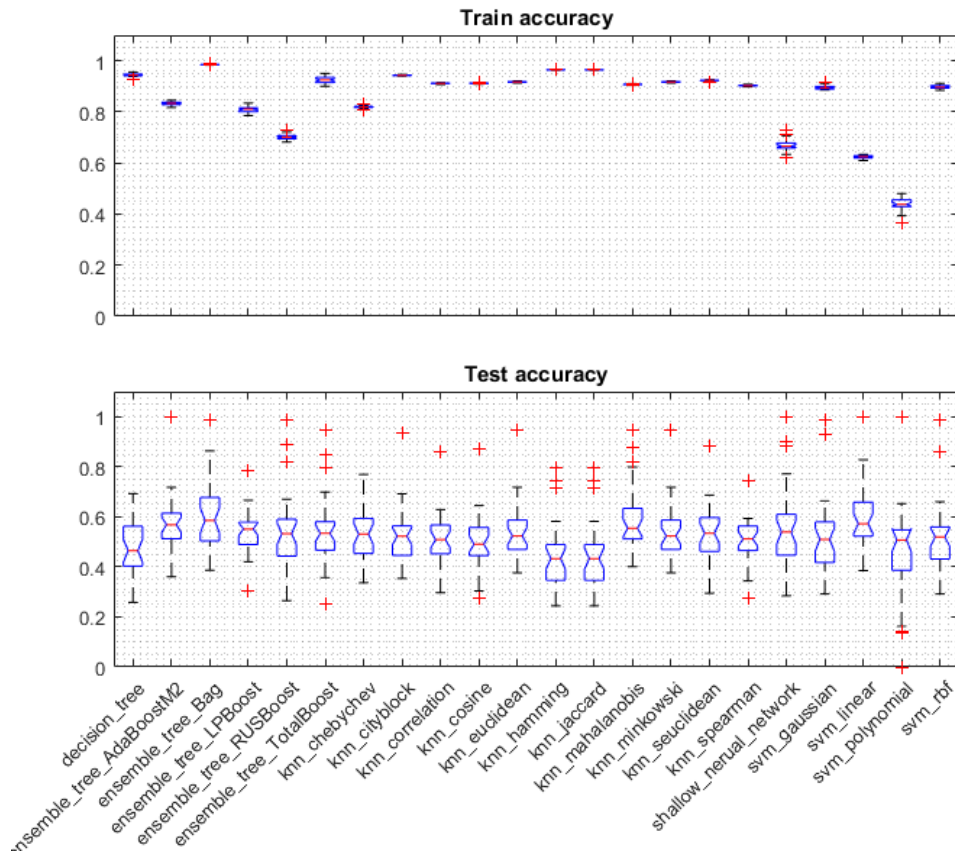 Train accuracy
1
0.8
0.6
0.4
0.2
0
Test accuracy
1
0.8
0.6
0.4
0.2
0
decision_tree
ensemble_tree_AdaBoostM2
ensemble_tree_Bag
ensemble_tree_LPBoost
ensemble_tree_RUSBoost
ensemble_tree_TotalBoost
knn_chebychev
knn_cityblock
knn_correlation
knn_cosine
knn_euclidean
knn_hamming
knn_jaccard
knn_mahalanobis
knn_minkowski
knn_seuclidean
knn_spearman
shallow_nerual_network
svm_gaussian
svm_linear
svm_polynomial
svm_rbf